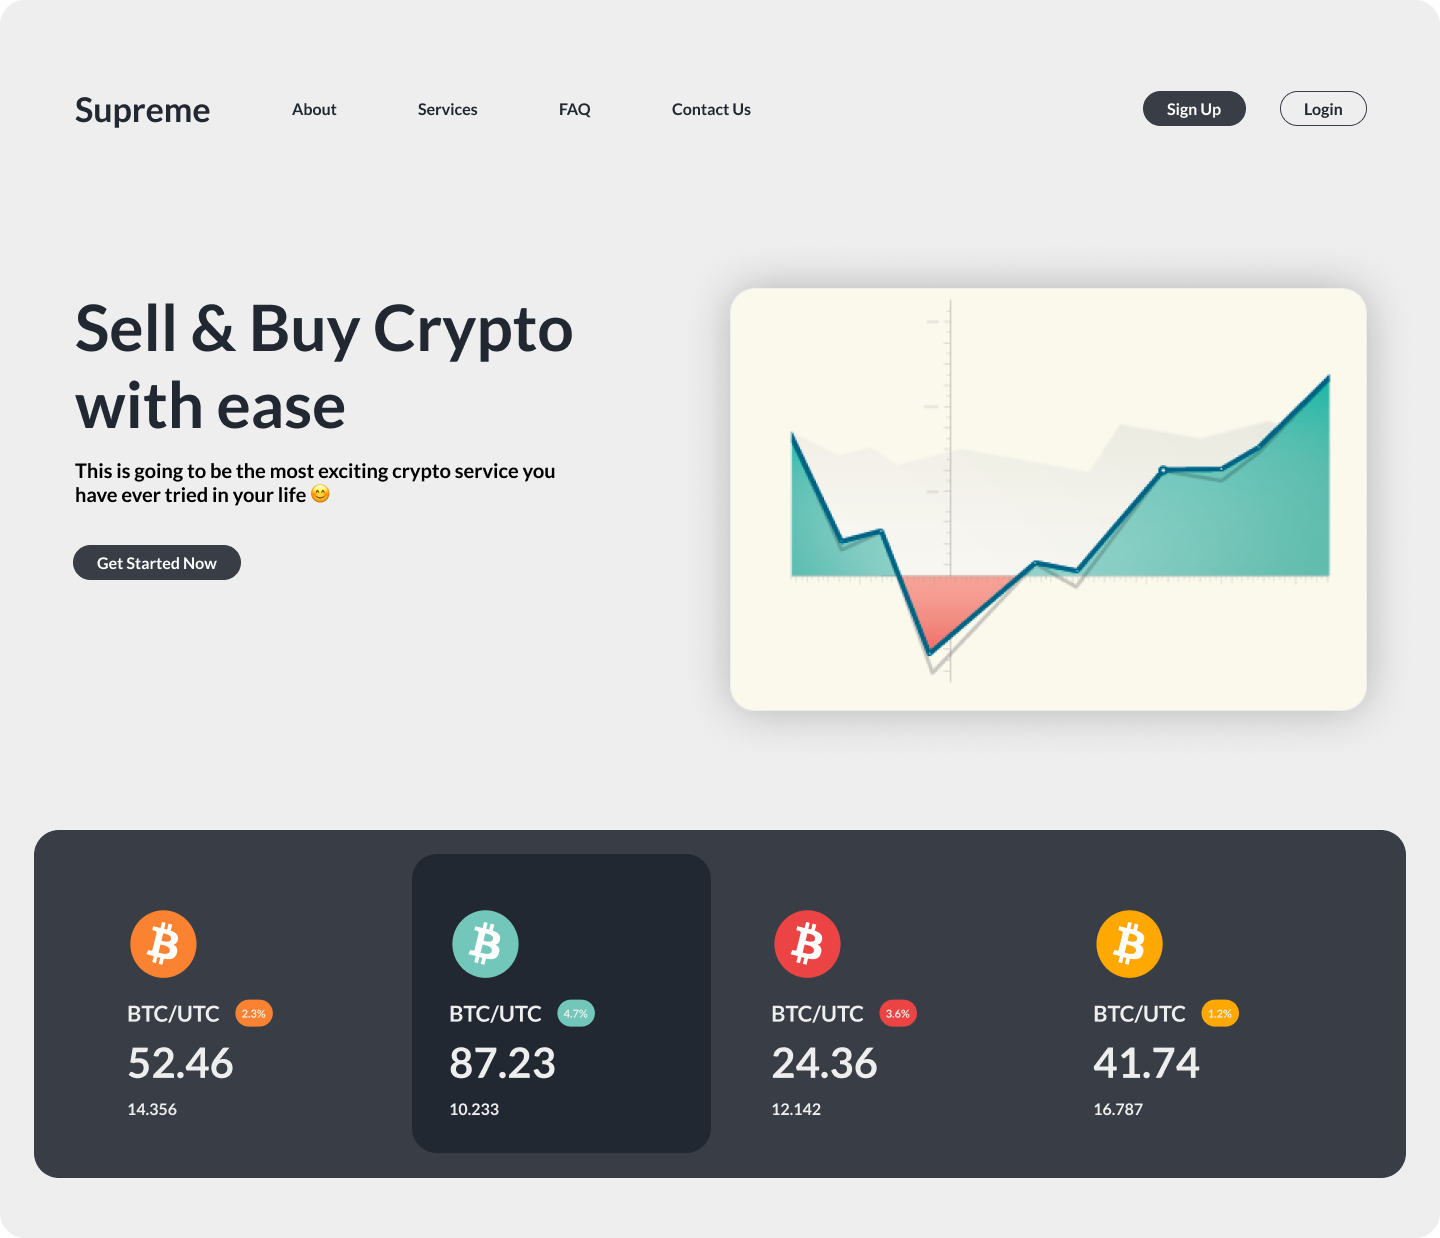 Supreme
About
Services
FAQ
Contact Us
Sign Up
Login
Sell & Buy Crypto
with ease
This is going to be the most exciting crypto service you
have ever tried in your life 😊
Get Started Now
BTC/UTC 2.3%
52.46
14.356
BTC/UTC 4.7%
87.23
10.233
BTC/UTC 3.6%
24.36
12.142
BTC/UTC 1.2%
41.74
16.787